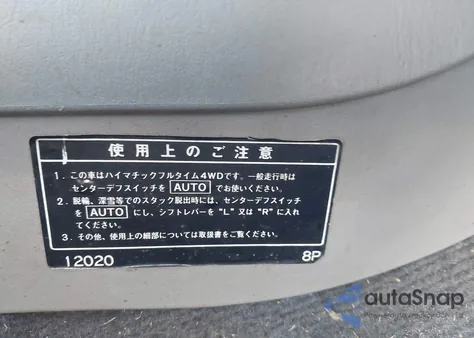 使用上のご注意
1. この車はハイマチックフルタイム4WDです。一般走行時は
センターデフスイッチを AUTO でお使いください。
2. 脱輪、深雪等でのスタック脱出時には、センターデフスイッチ
を AUTO にし、シフトレバーを "L" 又は "R" に入れ
てください。
3. その他、使用上の細部については取扱書をご覧ください。
12020 8P
autaSnap